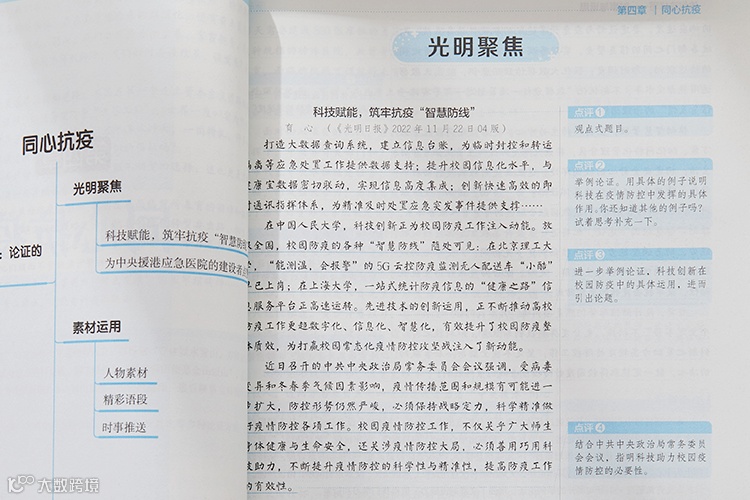 同心抗疫
光明聚焦
科技赋能，筑牢抗疫“智慧防线
为中央援港应急医院的建设者
：论证的
素材运用
人物素材
精彩语段
时事推送
第四章 | 同心抗疫
光明聚焦
科技赋能，筑牢抗疫“智慧防线”
育 心 （《光明日报》2022年11月22日04版）
打造大数据查询系统，建立信息台账，为临时封控和转运
离等应急处置工作提供数据支持；提升校园信息化水平，与
康宝数据密切联动，实现信息高度集成；创新快速高效的即
通讯指挥体系，为精准及时处置应急突发事件提供支撑……
在中国人民大学，科技创新正为校园防疫工作注入动能。放
全国，校园防疫的各种“智慧防线”随处可见：在北京理工大
，“能测温，会报警”的5G云控防疫监测无人配送车“小酷”
已上岗；在上海大学，一站式统计防疫信息的“健康之路”信
服务平台正高速运转。先进技术的创新运用，正不断推动高校
疫工作更趋数字化、信息化、智慧化，有效提升了校园防疫整
质效，为打赢校园常态化疫情防控攻坚战注入了新动能。
近日召开的中共中央政治局常务委员会会议强调，受病毒
异和冬春季气候因素影响，疫情传播范围和规模有可能进一
扩大，防控形势仍然严峻，必须保持战略定力，科学精准做
疫情防控各项工作。校园疫情防控工作，不仅关乎广大师生
体健康与生命安全，还关涉疫情防控大局，必须善用巧用科
助力，不断提升疫情防控的科学性与精准性，提高防疫工作
有效性。
点评1
观点式题目。
点评2
举例论证。用具体的例子说明
科技在疫情防控中发挥的具体
作用。你还知道其他的例子吗？
试着思考补充一下。
点评3
进一步举例论证，科技创新在
校园防疫中的具体运用，进而
引出论题。
点评4
结合中共中央政治局常务委员
会会议，指明科技助力校园疫
情防控的必要性。
大数跨境